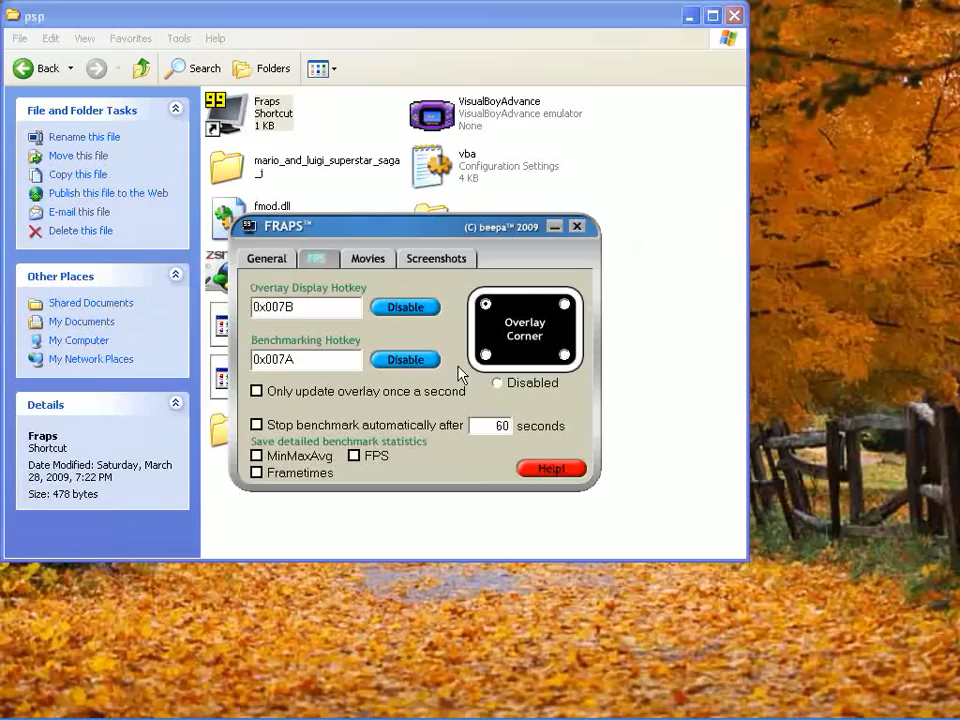 psp
File Edit View Favorites Tools Help
Back Search Folders
File and Folder Tasks
Rename this file
Move this file
Copy this file
Publish this file to the Web
E-mail this file
Delete this file
Other Places
Shared Documents
My Documents
My Computer
My Network Places
Details
Fraps
Shortcut
Date Modified: Saturday, March
28, 2009, 7:22 PM
Size: 478 bytes
99
Fraps
Shortcut
1 KB
VisualBoyAdvance
VisualBoyAdvance emulator
None
mario_and_luigi_superstar_saga
_j
vba
Configuration Settings
4 KB
fmod.dll
99 FRAPS™ (C) beepa™ 2009
General FPS Movies Screenshots
Overlay Display Hotkey
0x007B Disable
Benchmarking Hotkey
0x007A Disable
Overlay
Corner
Disabled
Only update overlay once a second
Stop benchmark automatically after 60 seconds
Save detailed benchmark statistics
MinMaxAvg FPS
Frametimes
Help!